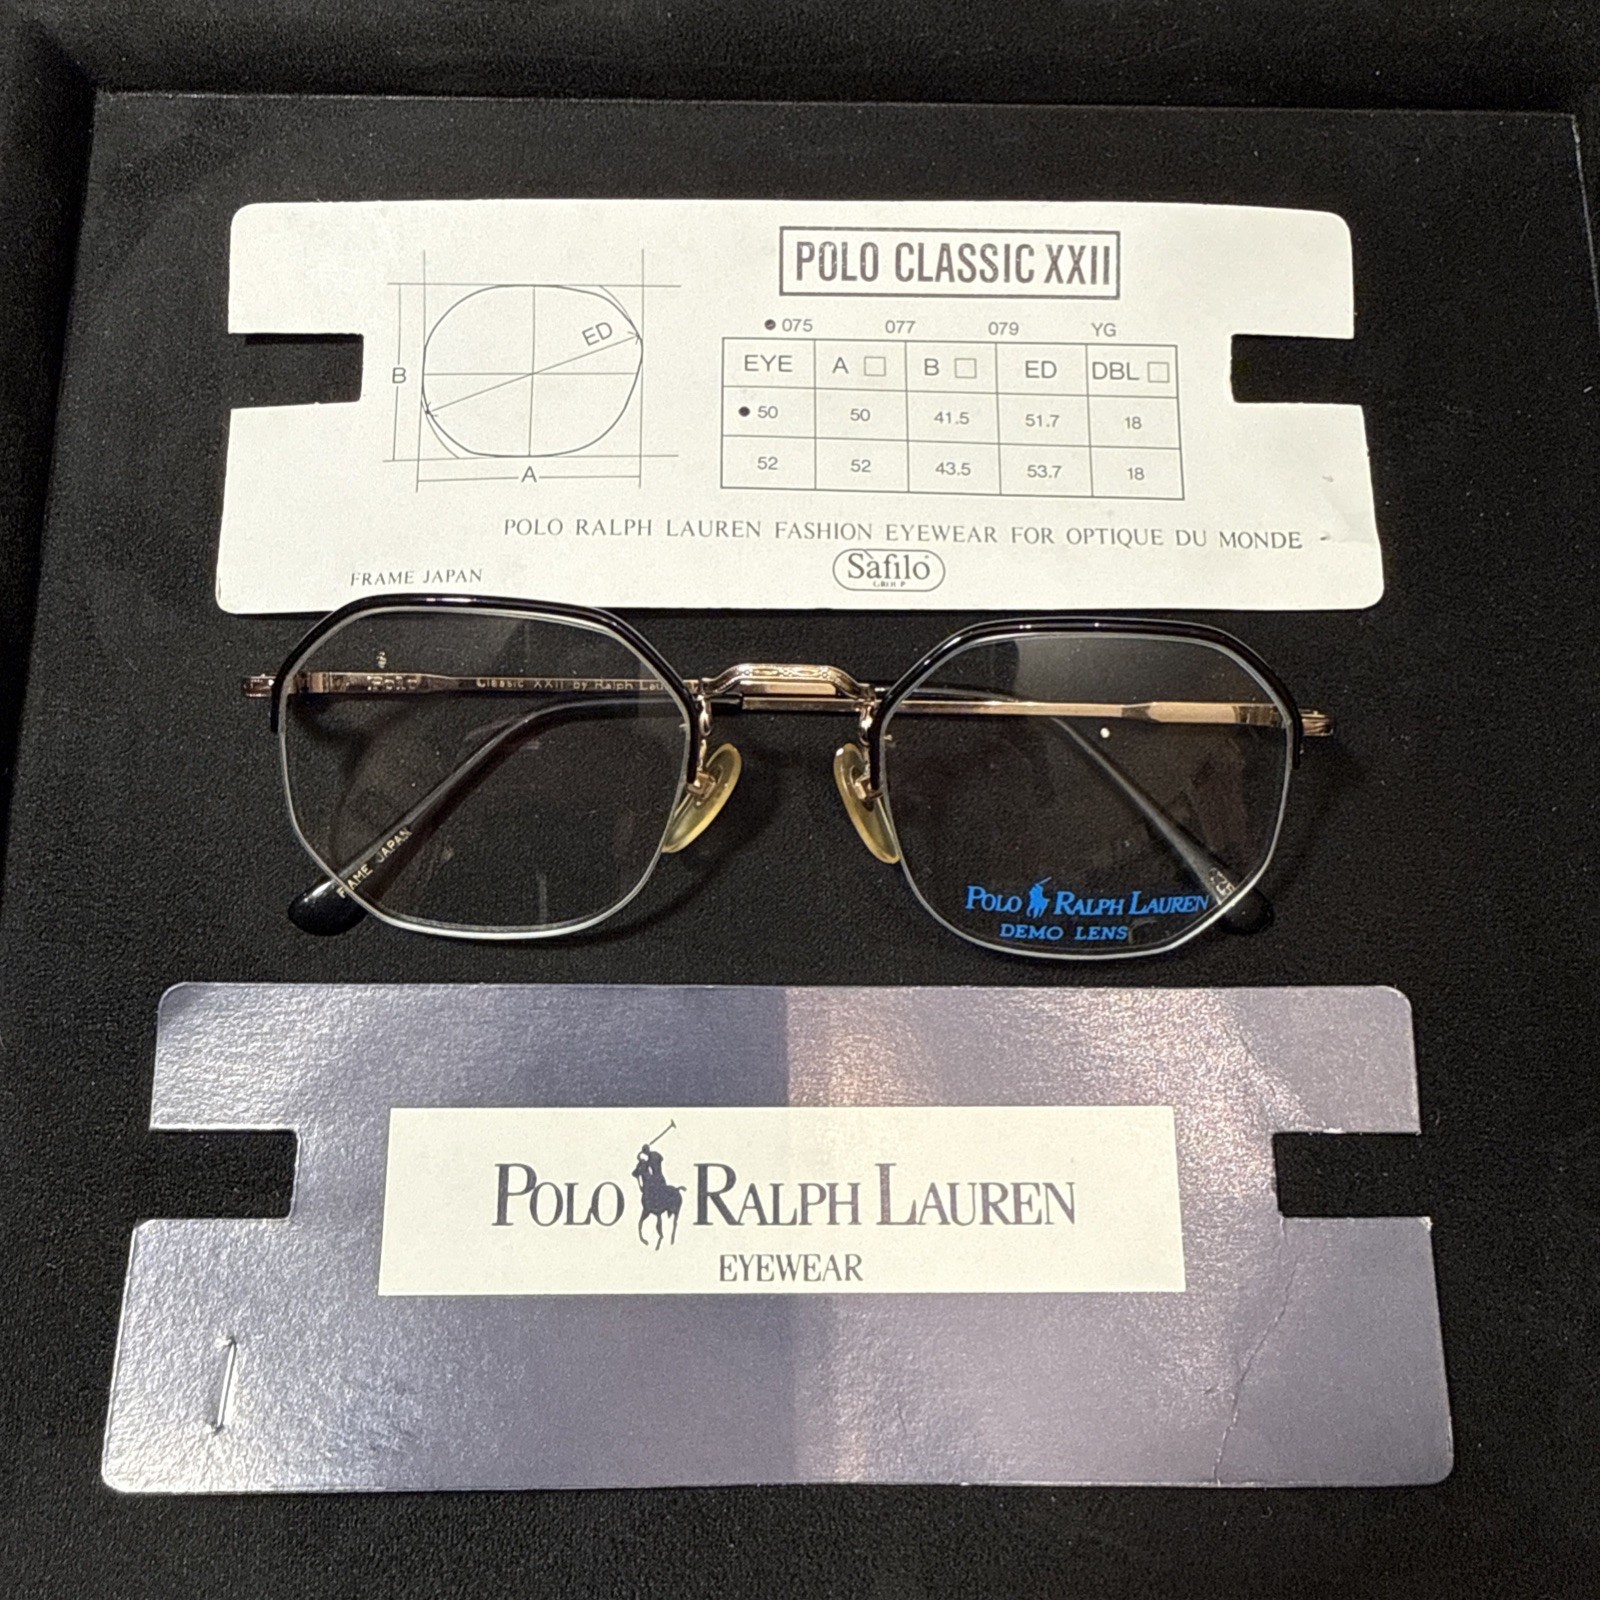 POLO CLASSIC XXII
075 077 079 YG
EYE A B ED DBL
50 50 41.5 51.7 18
52 52 43.5 53.7 18
ED
B
A
POLO RALPH LAUREN FASHION EYEWEAR FOR OPTIQUE DU MONDE
Sàfilo
GROUP
FRAME JAPAN
Polo Classic XXII by Ralph
FRAME JAPAN
POLO RALPH LAUREN
DEMO LENS
POLO RALPH LAUREN
EYEWEAR